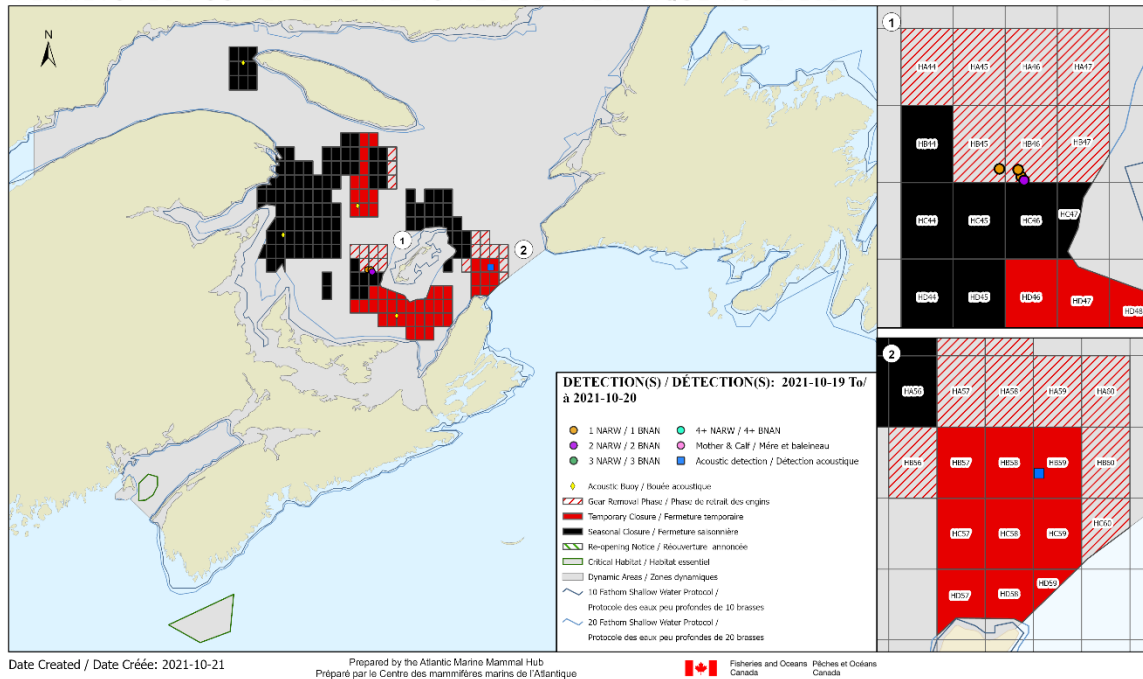 N
1
2
DETECTION(S) / DÉTECTION(S): 2021-10-19 To/
à 2021-10-20
1 NARW / 1 BNAN
4+ NARW / 4+ BNAN
2 NARW / 2 BNAN
Mother & Calf / Mére et baleineau
3 NARW / 3 BNAN
Acoustic detection / Détection acoustique
Acoustic Buoy / Bouée acoustique
Gear Removal Phase / Phase de retrait des engins
Temporary Closure / Fermeture temporaire
Seasonal Closure / Fermeture saisonnière
Re-opening Notice / Réouverture annoncée
Critical Habitat / Habitat essentiel
Dynamic Areas / Zones dynamiques
10 Fathom Shallow Water Protocol /
Protocole des eaux peu profondes de 10 brasses
20 Fathom Shallow Water Protocol /
Protocole des eaux peu profondes de 20 brasses
1
HA44 HA45 HA46 HA47
HB44 HB45 HB46 HB47
HC44 HC45 HC46 HC47
HD44 HD45 HD46 HD47 HD48
2
HA56 HA57 HA58 HA59 HA60
HB56 HB57 HB58 HB59 HB60
HC57 HC58 HC59 HC60
HD57 HD58 HD59
Date Created / Date Créée: 2021-10-21
Prepared by the Atlantic Marine Mammal Hub
Préparé par le Centre des mammifères marins de l'Atlantique
Fisheries and Oceans Pêches et Océans
Canada Canada